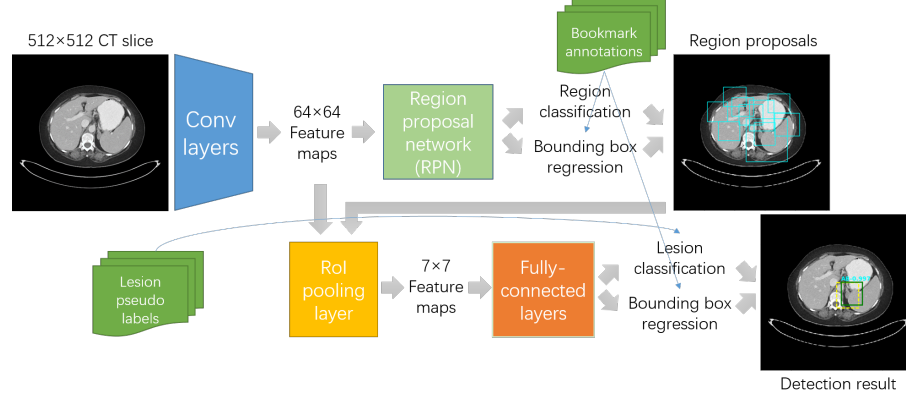 512×512 CT slice
Conv
layers
64×64
Feature
maps
Region
proposal
network
(RPN)
Bookmark
annotations
Region
classification
Bounding box
regression
Region proposals
Lesion
pseudo
labels
RoI
pooling
layer
7×7
Feature
maps
Fully-
connected
layers
Lesion
classification
Bounding box
regression
Detection result